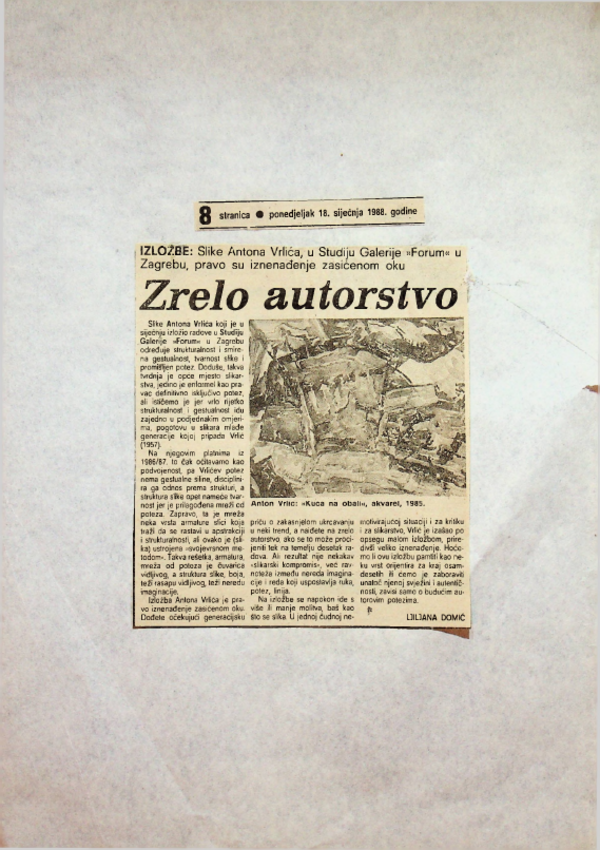 8 stranica ● ponedjeljak 18. siječnja 1988. godine
IZLOŽBE: Slike Antona Vrlića, u Studiju Galerije »Forum« u
Zagrebu, pravo su iznenađenje zasićenom oku
Zrelo autorstvo
Slike Antona Vrlića koji je u
siječnju izložio radove u Studiju
Galerije »Forum« u Zagrebu
određuje strukturalnost i smire-
na gestualnost, tvarnost slike i
promišljen potez. Doduše, takva
tvrdnja je opće mjesto slikar-
stva, jedino je enformel kao pra-
vac definitivno isključivo potez,
ali ističemo je jer vrlo rijetko
strukturalnost i gestualnost idu
zajedno u podjednakim omjeri-
ma, pogotovu u slikara mlađe
generacije kojoj pripada Vrlić
(1957).
Na njegovim platnima iz
1986/87. to čak očitavamo kao
podvojenost, pa Vrlićev potez
nema gestualne siline, disciplini-
ra ga odnos prema strukturi, a
struktura slike opet nameće tvar-
nost jer je prilagođena mreži od
poteza. Zapravo, ta je mreža
neka vrsta armature slici koja
traži da se rastavi u apstrakciji
i strukturalnosti, ali ovako je (sli-
ka) ustrojena »svojevrsnom me-
todom«. Takva rešetka, armatura,
mreža od poteza je čuvarica
vidljivog, a struktura slike, boja,
teži rasapu vidljivog, teži neredu
imaginacije.
Izložba Antona Vrlića je pra-
vo iznenađenje zasićenom oku.
Dođete očekujući generacijsku
Anton Vrlić: »Kuća na obali«, akvarel, 1985.
priču o zakašnjelom ukrcavanju
u neki trend, a naiđete na zrelo
autorstvo, ako se to može proci-
jeniti tek na temelju desetak ra-
dova. Ali rezultat nije nekakav
»slikarski kompromis«, već rav-
noteža između nereda imagina-
cije i reda koji uspostavlja ruka,
potez, linija.
Na izložbe se napokon ide s
više ili manje molitva, baš kao
što se slika. U jednoj čudnoj ne-
motivirajućoj situaciji i za kritiku
i za slikarstvo, Vrlić je izašao po
opsegu malom izložbom, prire-
divši veliko iznenađenje. Hoće-
mo li ovu izložbu pamtiti kao ne-
ku vrst orijentira za kraj osam-
desetih ili ćemo je zaboraviti
unatoč njenoj svježini i autentič-
nosti, zavisi samo o budućim au-
torovim potezima.
LJILJANA DOMIĆ